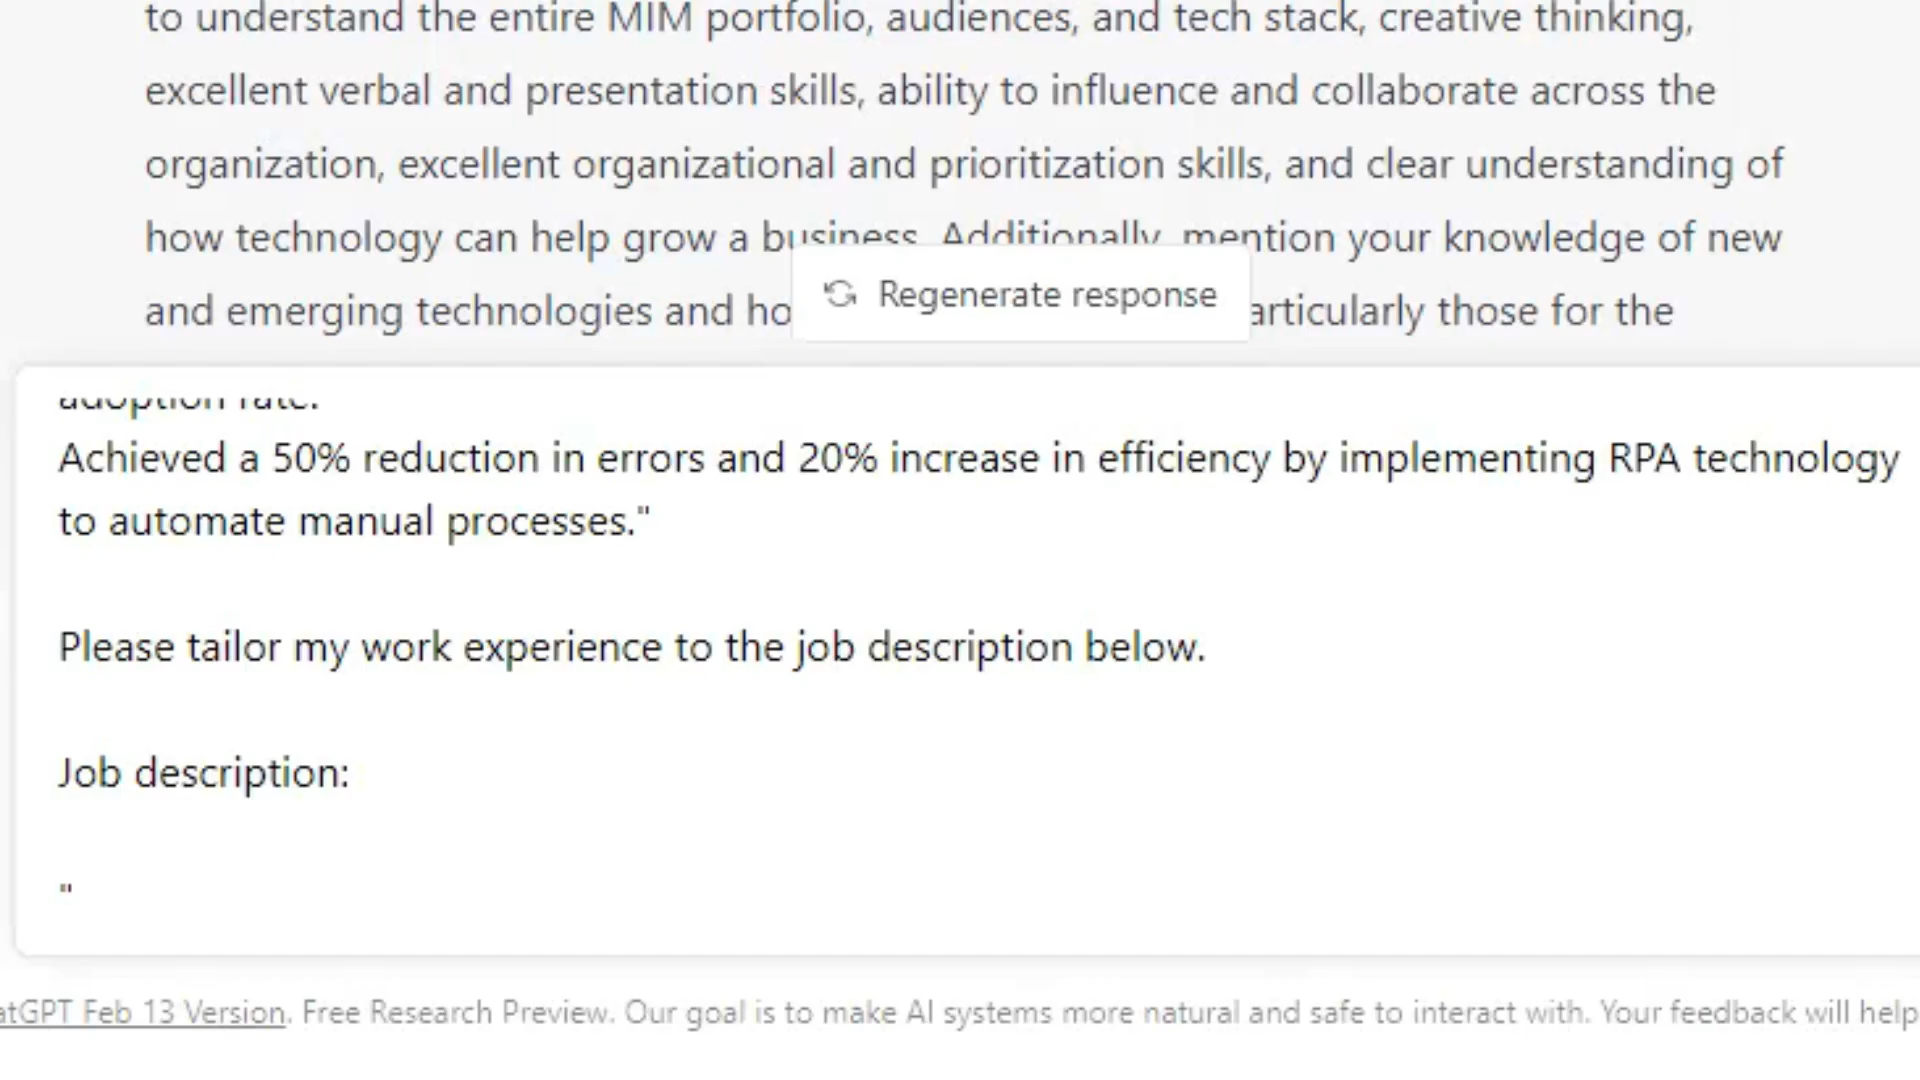 to understand the entire MIM portfolio, audiences, and tech stack, creative thinking,
excellent verbal and presentation skills, ability to influence and collaborate across the
organization, excellent organizational and prioritization skills, and clear understanding of
how technology can help grow a business. Additionally, mention your knowledge of new
and emerging technologies and ho articularly those for the
Regenerate response
adoption rate.
Achieved a 50% reduction in errors and 20% increase in efficiency by implementing RPA technology
to automate manual processes."
Please tailor my work experience to the job description below.
Job description:
"
atGPT Feb 13 Version. Free Research Preview. Our goal is to make AI systems more natural and safe to interact with. Your feedback will help